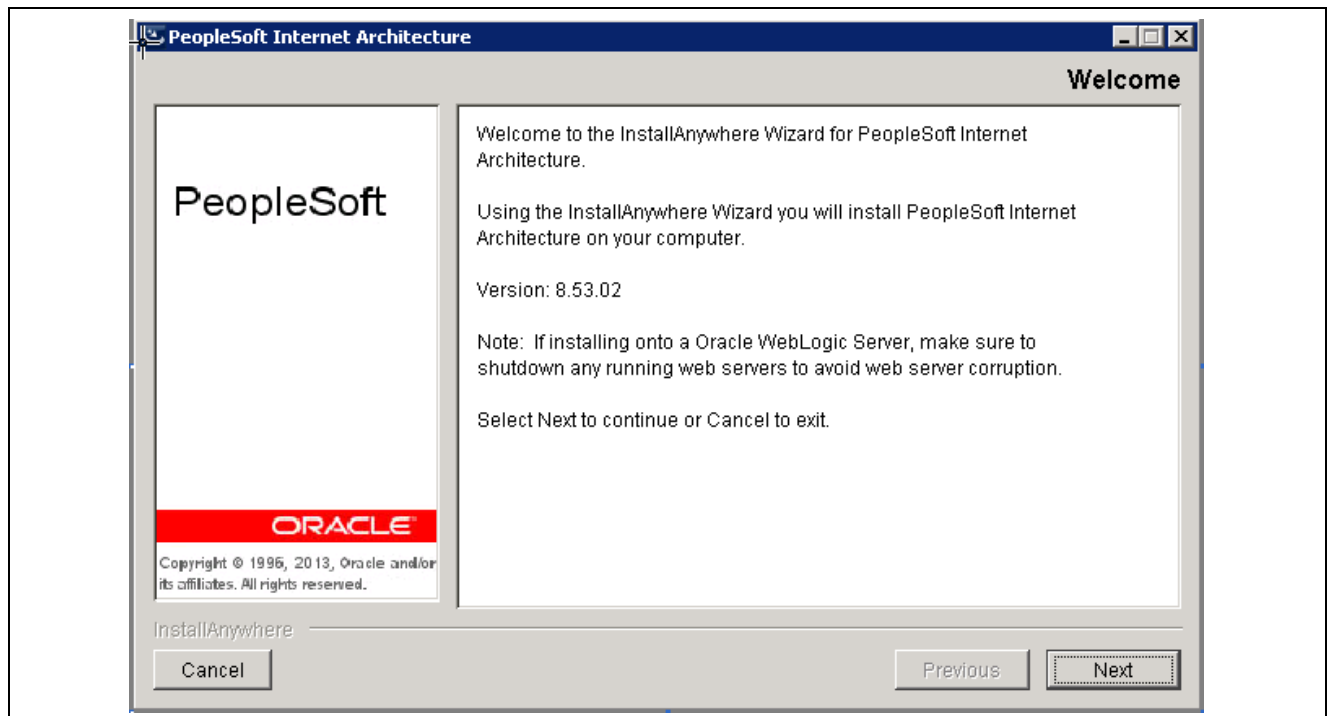 PeopleSoft Internet Architecture
Welcome
PeopleSoft
ORACLE
Copyright © 1996, 2013, Oracle and/or
its affiliates. All rights reserved.
Welcome to the InstallAnywhere Wizard for PeopleSoft Internet
Architecture.
Using the InstallAnywhere Wizard you will install PeopleSoft Internet
Architecture on your computer.
Version: 8.53.02
Note:  If installing onto a Oracle WebLogic Server, make sure to
shutdown any running web servers to avoid web server corruption.
Select Next to continue or Cancel to exit.
InstallAnywhere
Cancel
Previous
Next